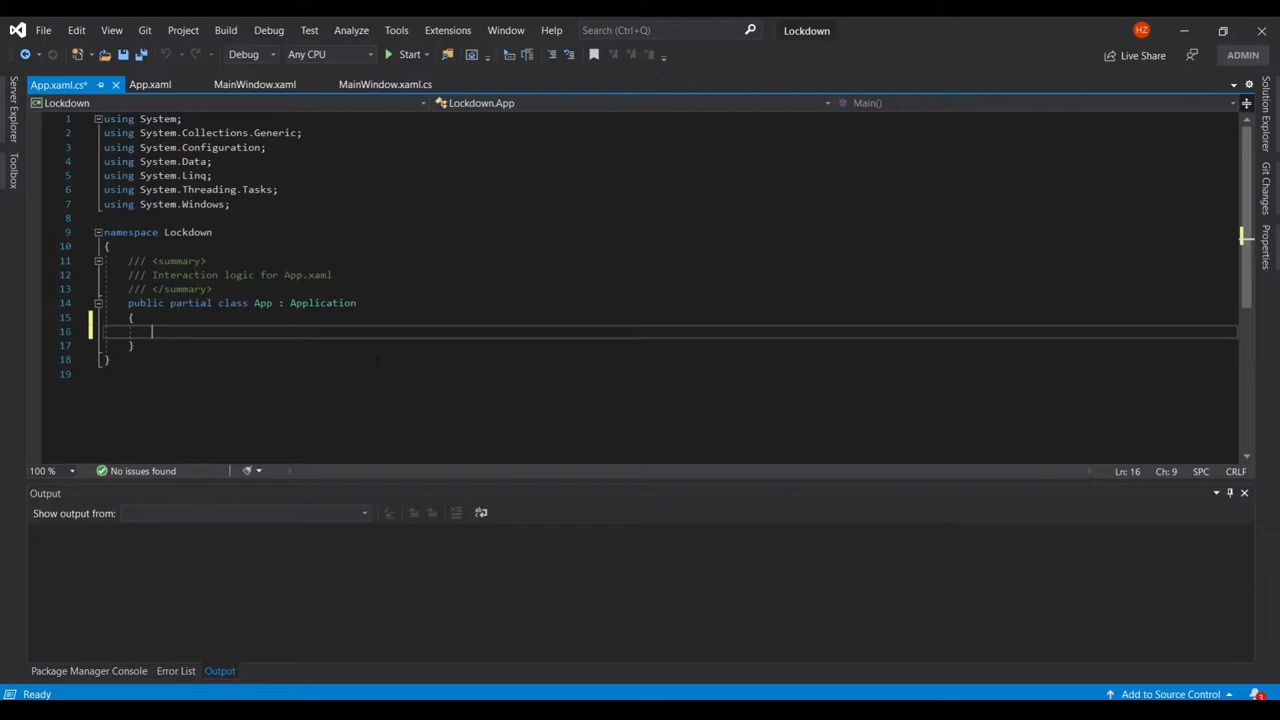 File Edit View Git Project Build Debug Test Analyze Tools Extensions Window Help Search (Ctrl+Q) Lockdown HZ
Debug Any CPU Start Live Share ADMIN
App.xaml.cs* App.xaml MainWindow.xaml MainWindow.xaml.cs
Lockdown Lockdown.App Main()
Server Explorer
Toolbox
Solution Explorer
Git Changes
Properties
1 using System;
2 using System.Collections.Generic;
3 using System.Configuration;
4 using System.Data;
5 using System.Linq;
6 using System.Threading.Tasks;
7 using System.Windows;
8
9 namespace Lockdown
10 {
11 /// <summary>
12 /// Interaction logic for App.xaml
13 /// </summary>
14 public partial class App : Application
15 {
16
17 }
18 }
19
100 % No issues found Ln: 16 Ch: 9 SPC CRLF
Output
Show output from:
Package Manager Console Error List Output
Ready Add to Source Control 3